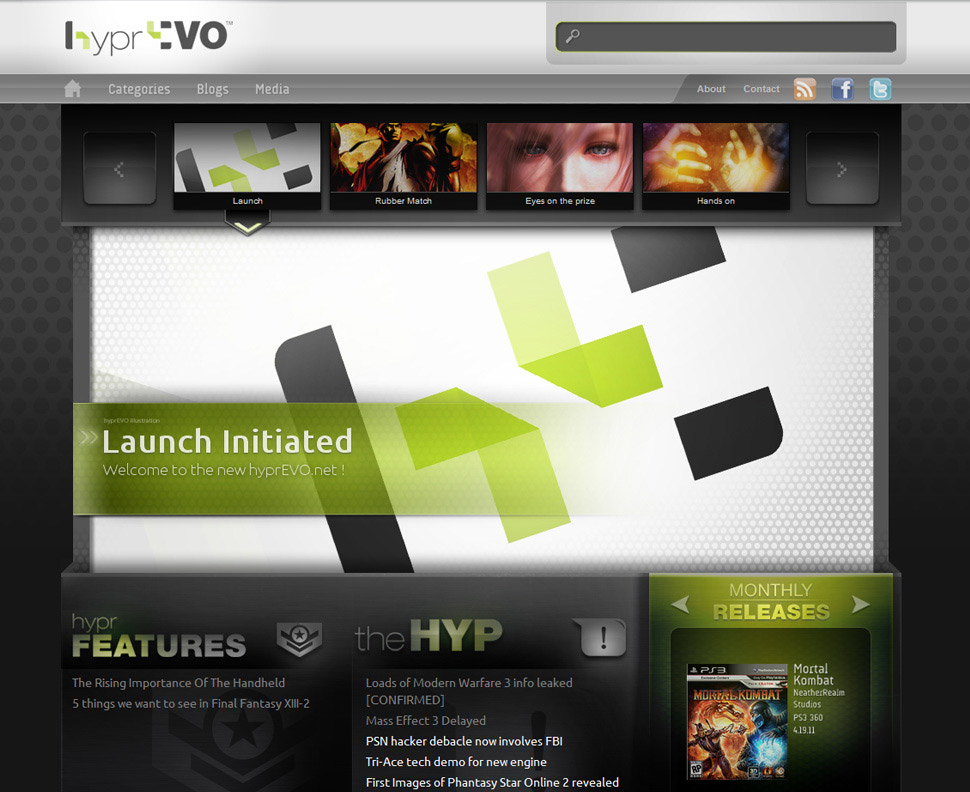 hyprEVO™
Categories
Blogs
Media
About
Contact
Launch
Rubber Match
Eyes on the prize
Hands on
hyprEVO Illustration
Launch Initiated
Welcome to the new hyprEVO.net !
hypr
FEATURES
The Rising Importance Of The Handheld
5 things we want to see in Final Fantasy XIII-2
the HYP
!
Loads of Modern Warfare 3 info leaked
[CONFIRMED]
Mass Effect 3 Delayed
PSN hacker debacle now involves FBI
Tri-Ace tech demo for new engine
First Images of Phantasy Star Online 2 revealed
MONTHLY
RELEASES
PS3
MORTAL KOMBAT
Mortal
Kombat
NeatherRealm
Studios
PS3 360
4.19.11